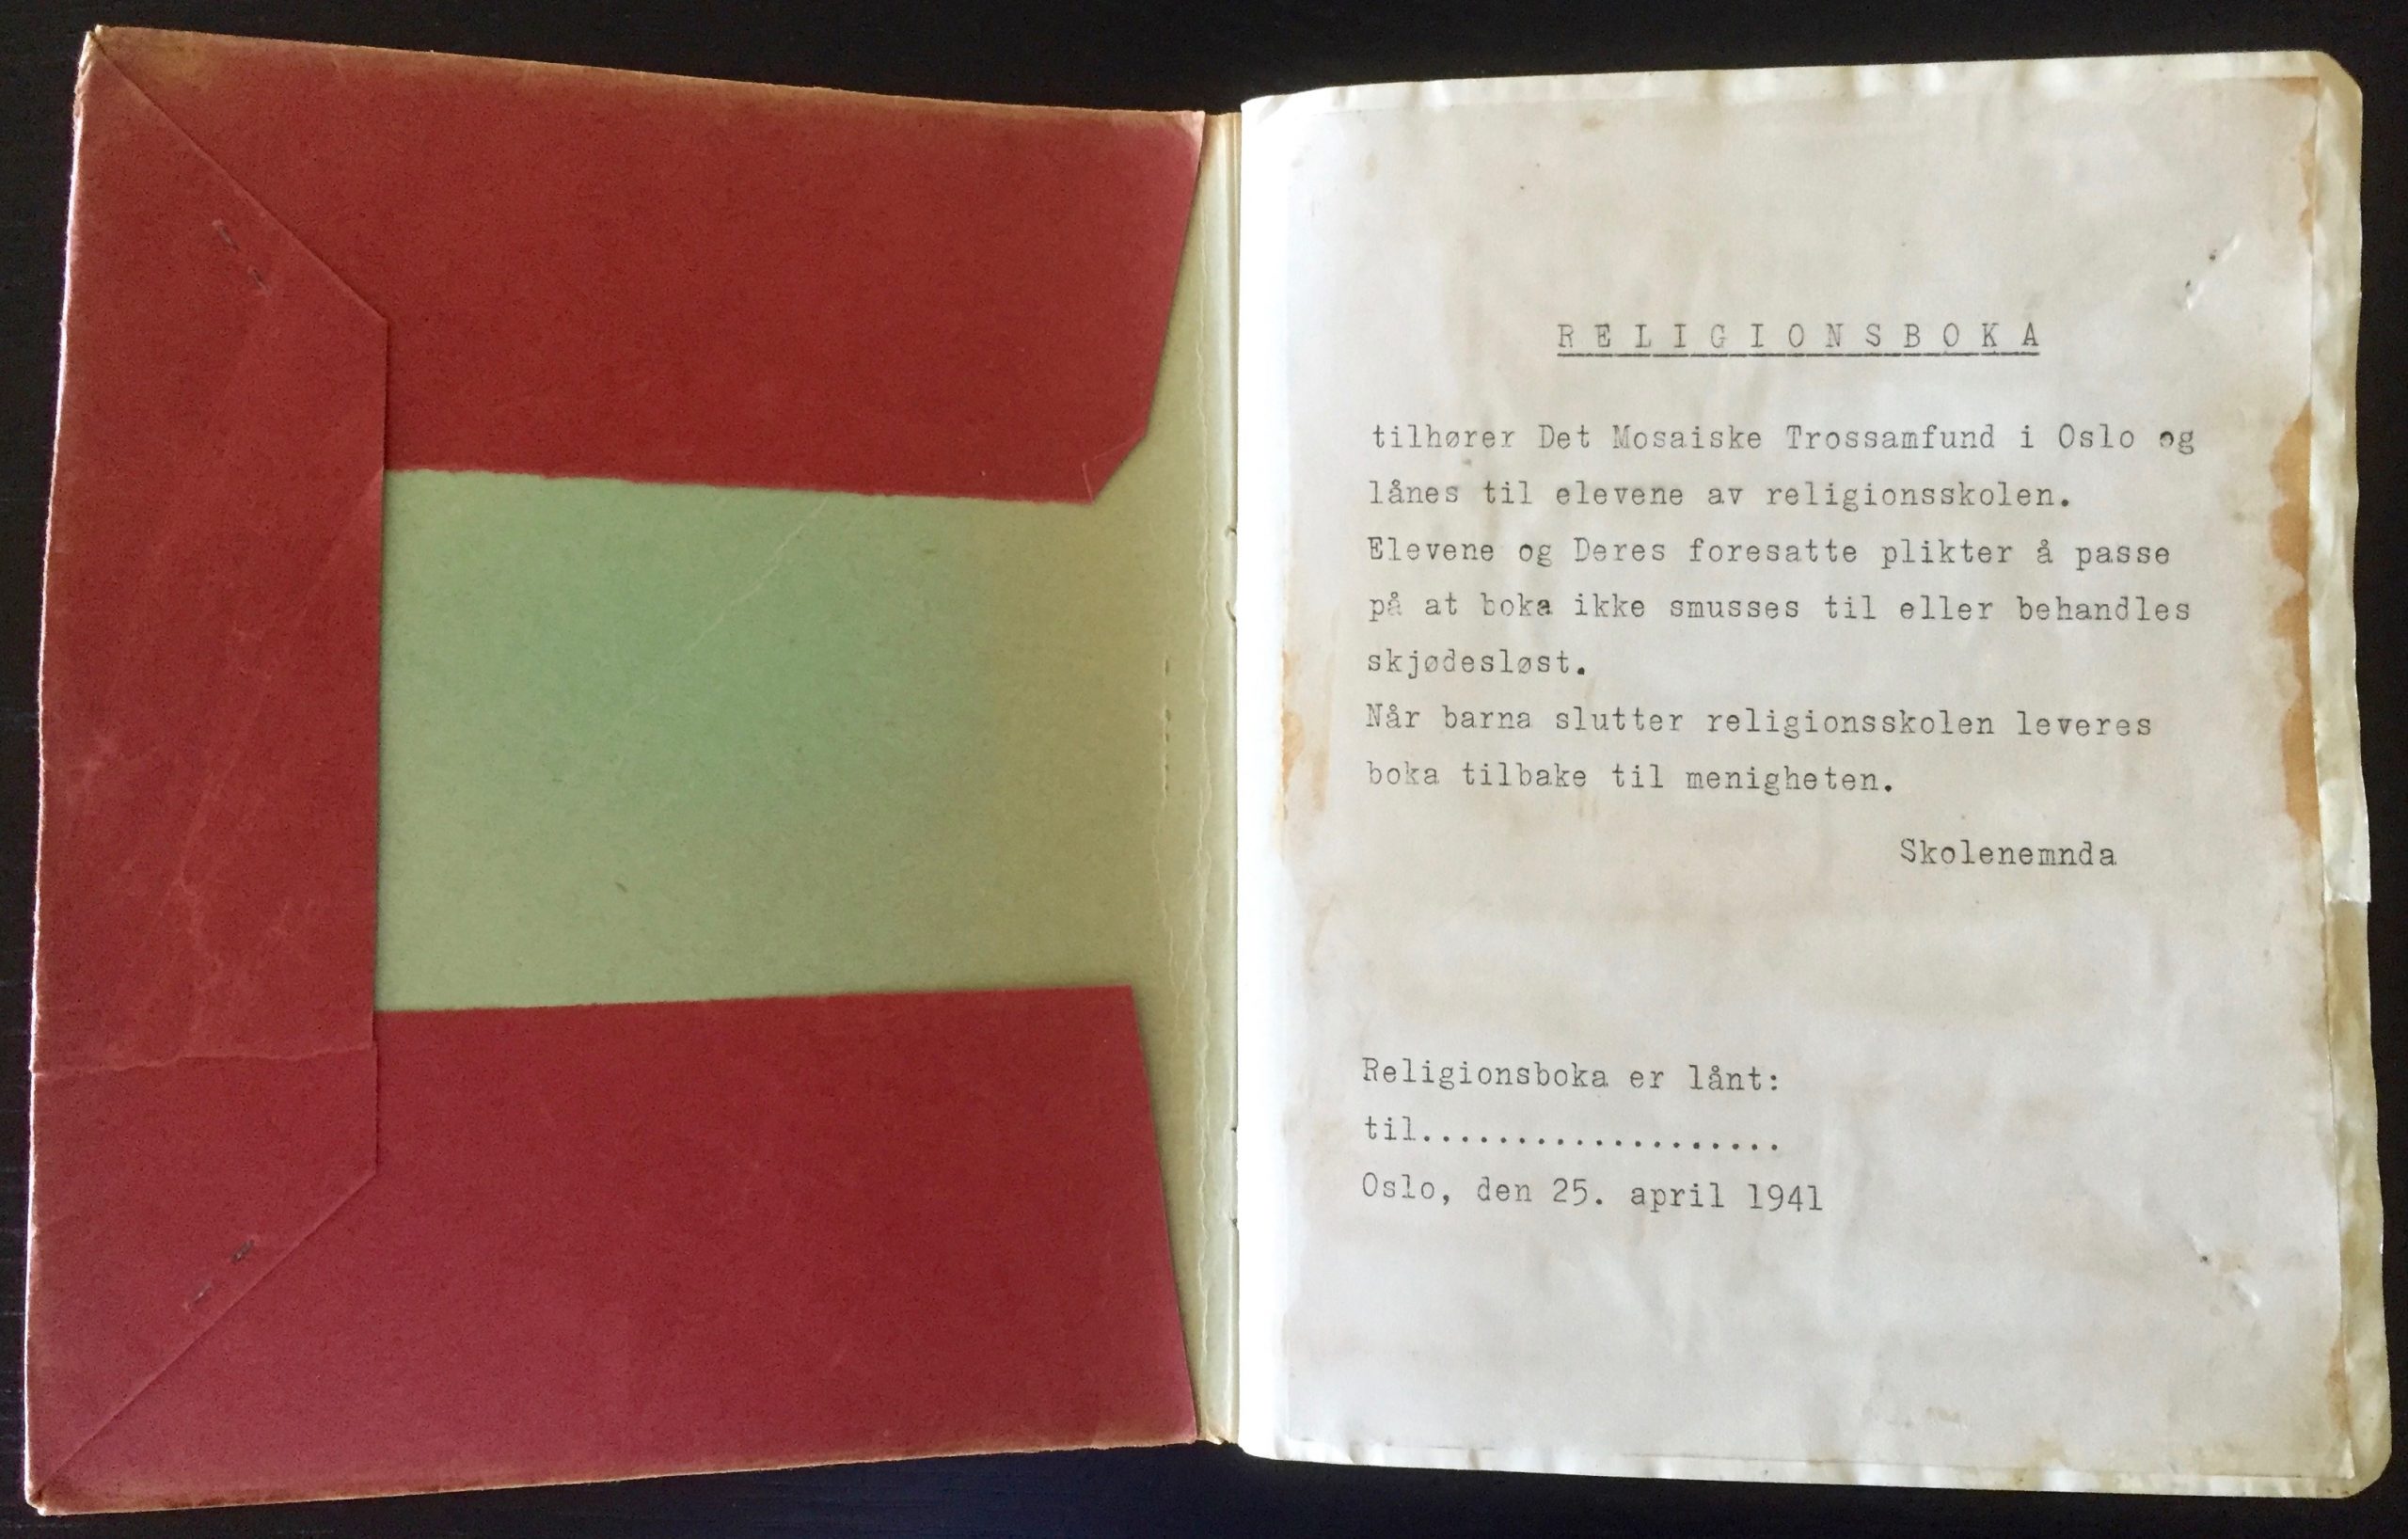 RELIGIONSBOKA
tilhører Det Mosaiske Trossamfund i Oslo og
lånes til elevene av religionsskolen.
Elevene og Deres foresatte plikter å passe
på at boka ikke smusses til eller behandles
skjødesløst.
Når barna slutter religionsskolen leveres
boka tilbake til menigheten.
Skolenemnda
Religionsboka er lånt:
til...................
Oslo, den 25. april 1941